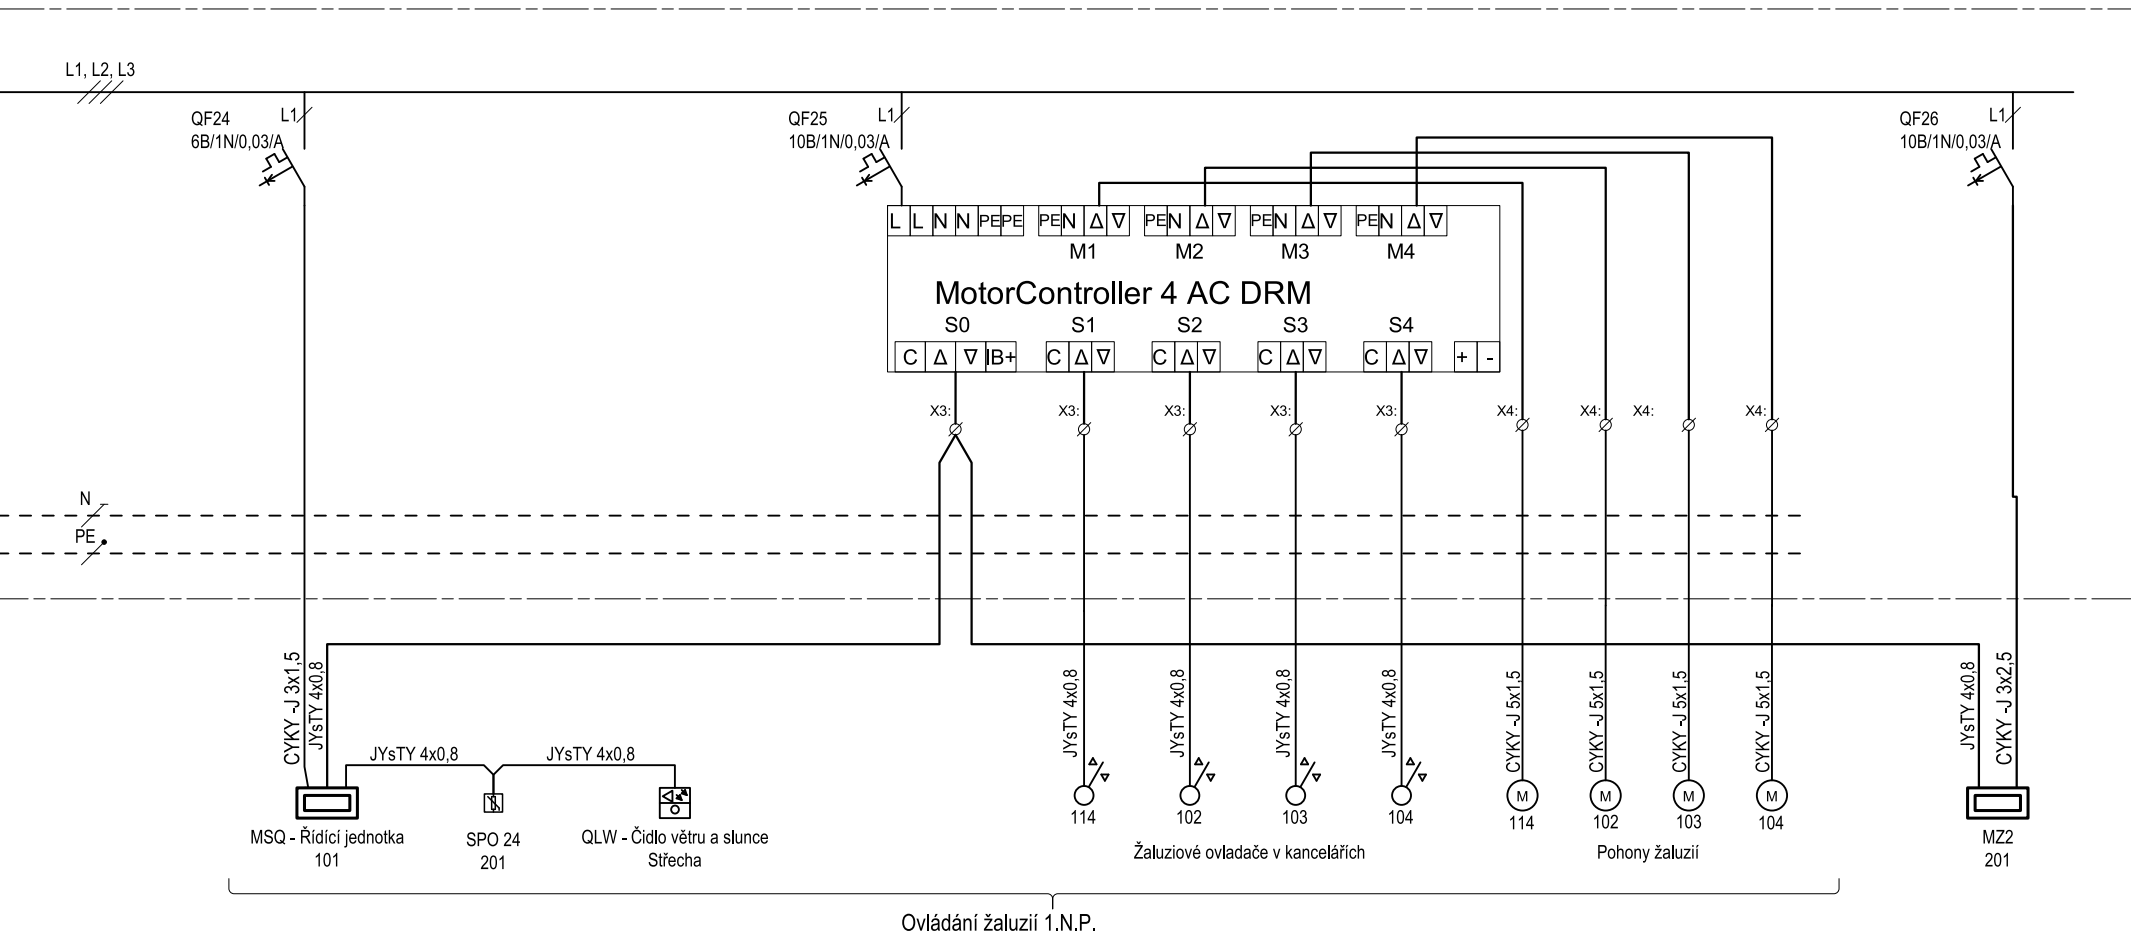 L1, L2, L3
QF24
6B/1N/0,03/A
L1
QF25
10B/1N/0,03/A
L1
QF26
10B/1N/0,03/A
L1
L L N N PE PE
PE N Δ ∇
PE N Δ ∇
PE N Δ ∇
PE N Δ ∇
M1 M2 M3 M4
MotorController 4 AC DRM
S0 S1 S2 S3 S4
C Δ ∇ IB+
C Δ ∇
C Δ ∇
C Δ ∇
C Δ ∇
+ -
X3: X3: X3: X3: X3: X4: X4: X4: X4:
N
PE
CYKY -J 3x1,5
JYsTY 4x0,8
JYsTY 4x0,8
JYsTY 4x0,8
JYsTY 4x0,8
JYsTY 4x0,8
JYsTY 4x0,8
JYsTY 4x0,8
CYKY -J 5x1,5
CYKY -J 5x1,5
CYKY -J 5x1,5
CYKY -J 5x1,5
JYsTY 4x0,8
CYKY -J 3x2,5
M M M M
MSQ - Řídící jednotka
101
SPO 24
201
QLW - Čidlo větru a slunce
Střecha
114 102 103 104
Žaluziové ovladače v kancelářích
114 102 103 104
Pohony žaluzií
MZ2
201
Ovládání žaluzií 1.N.P.